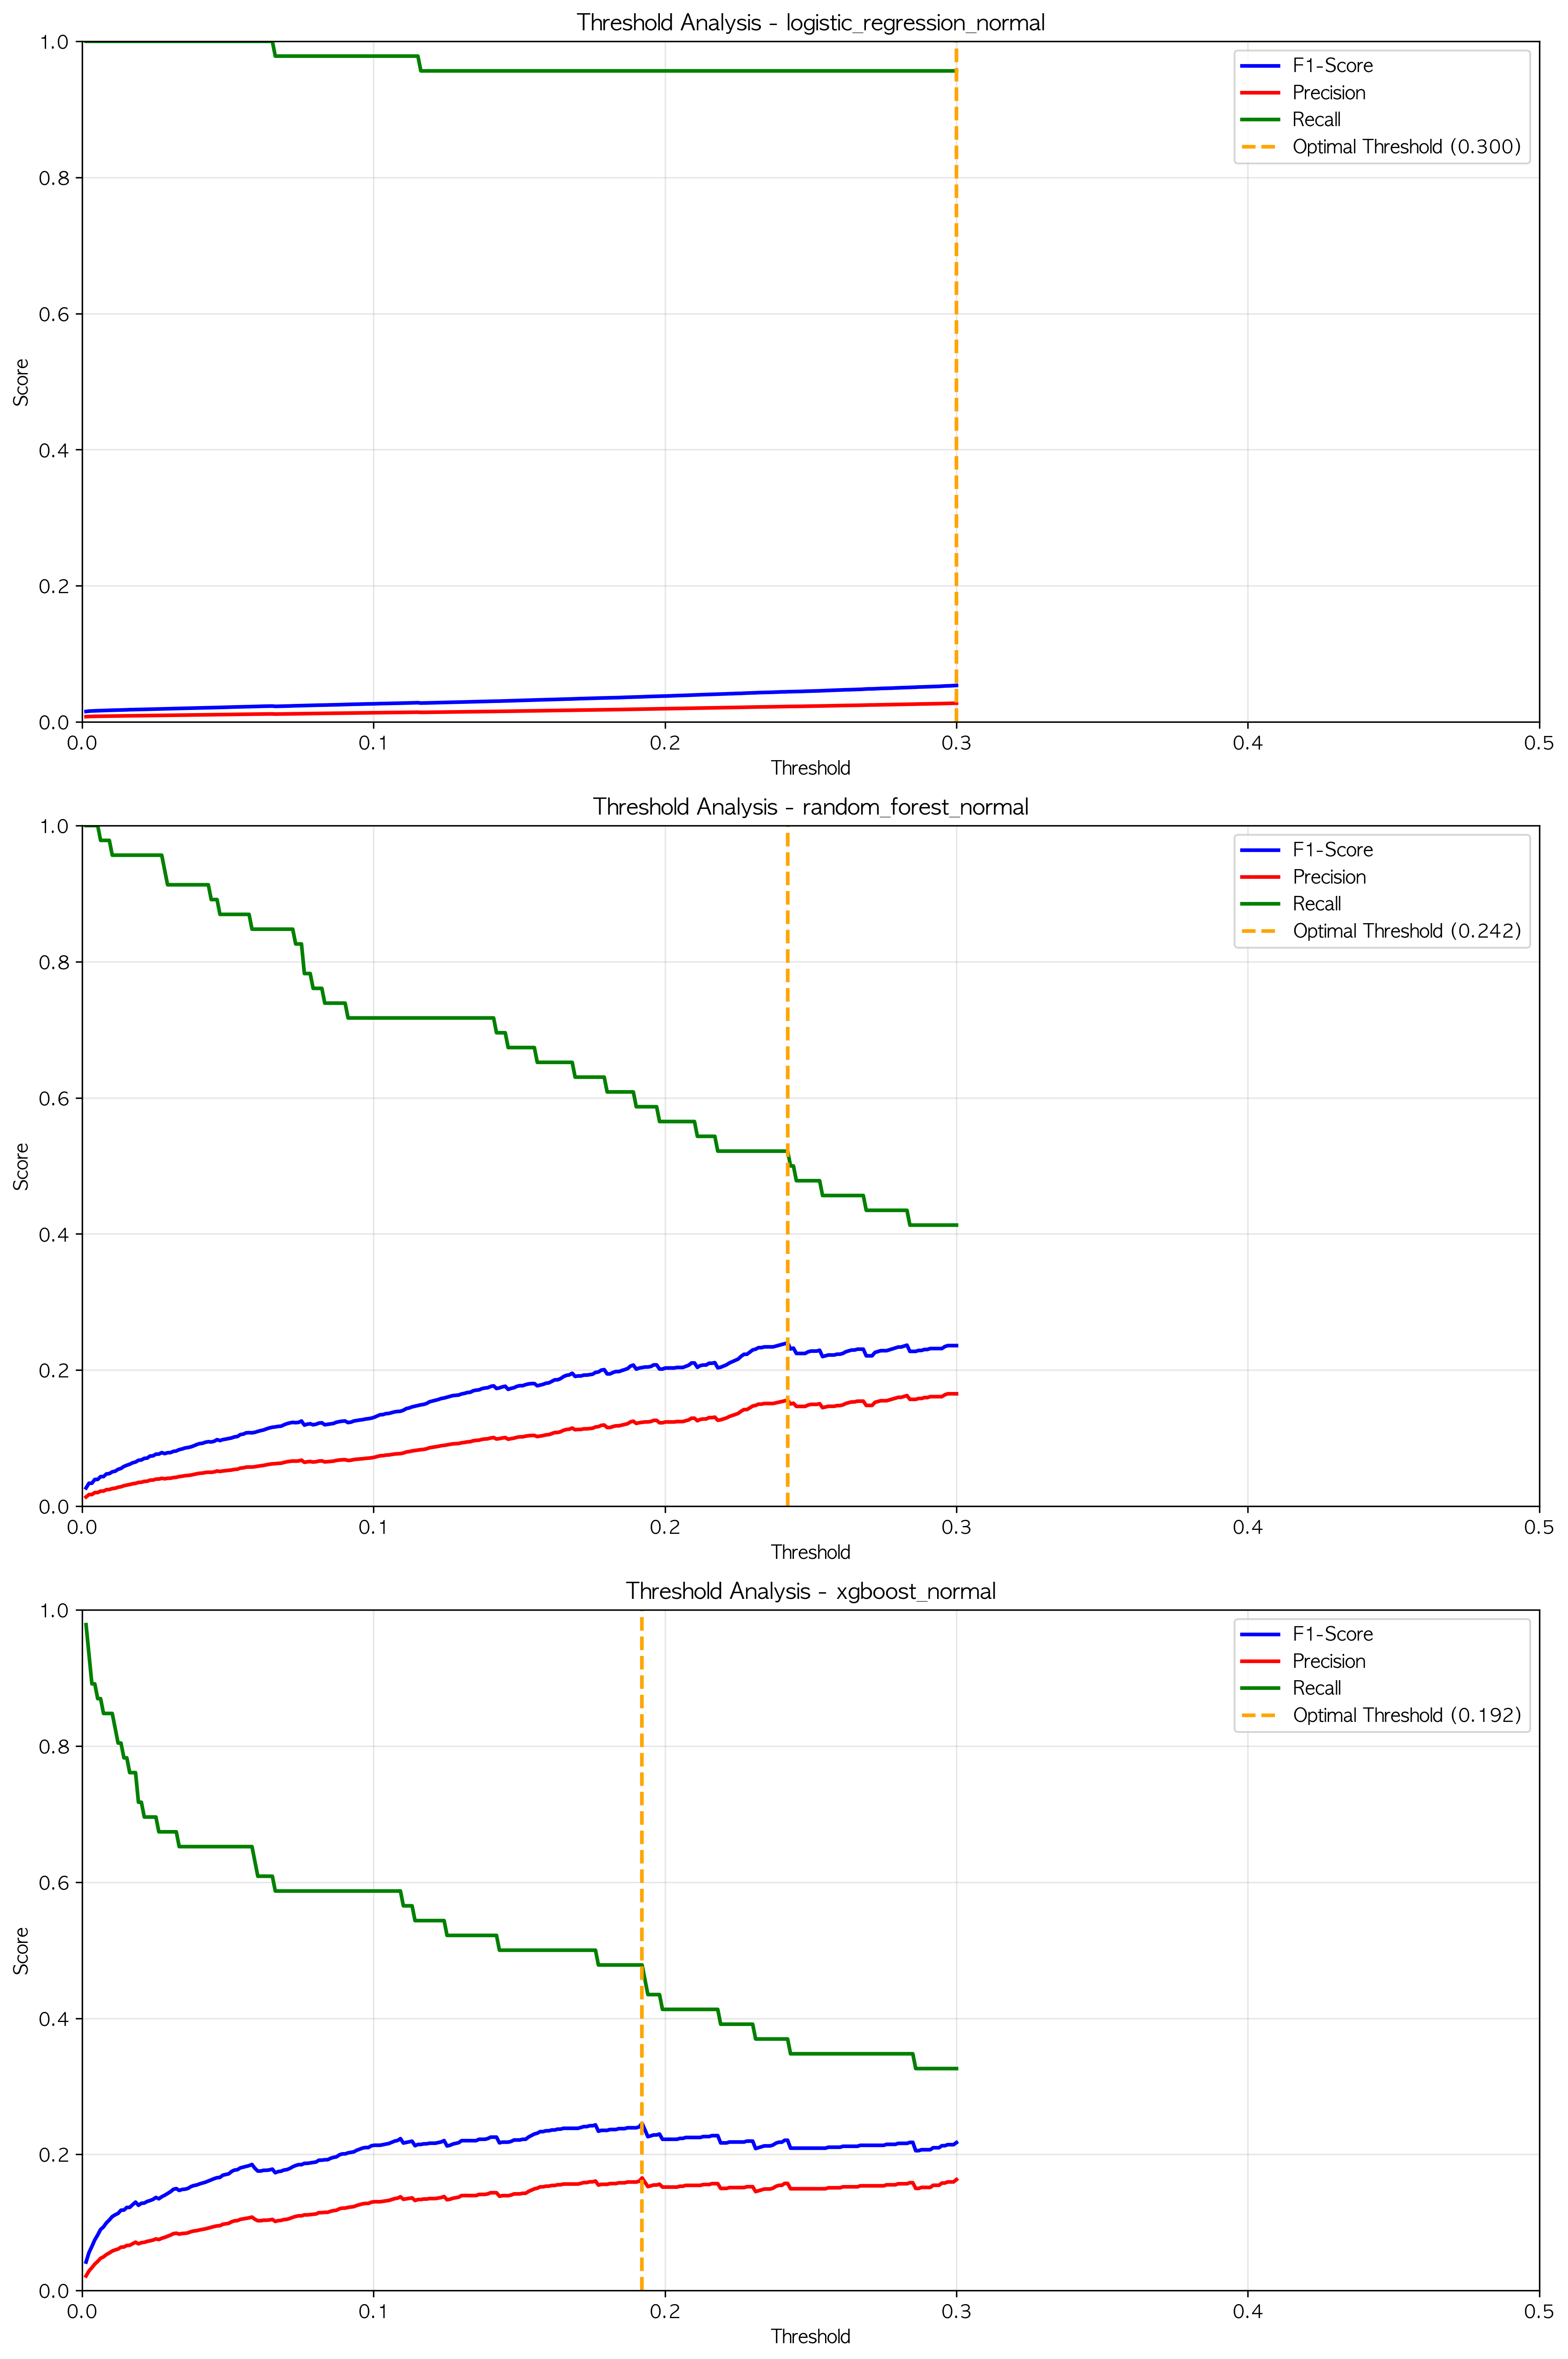 Threshold Analysis - logistic_regression_normal
1.0
0.8
0.6
0.4
0.2
0.0
Score
F1-Score
Precision
Recall
Optimal Threshold (0.300)
0.0 0.1 0.2 0.3 0.4 0.5
Threshold
Threshold Analysis - random_forest_normal
1.0
0.8
0.6
0.4
0.2
0.0
Score
F1-Score
Precision
Recall
Optimal Threshold (0.242)
0.0 0.1 0.2 0.3 0.4 0.5
Threshold
Threshold Analysis - xgboost_normal
1.0
0.8
0.6
0.4
0.2
0.0
Score
F1-Score
Precision
Recall
Optimal Threshold (0.192)
0.0 0.1 0.2 0.3 0.4 0.5
Threshold